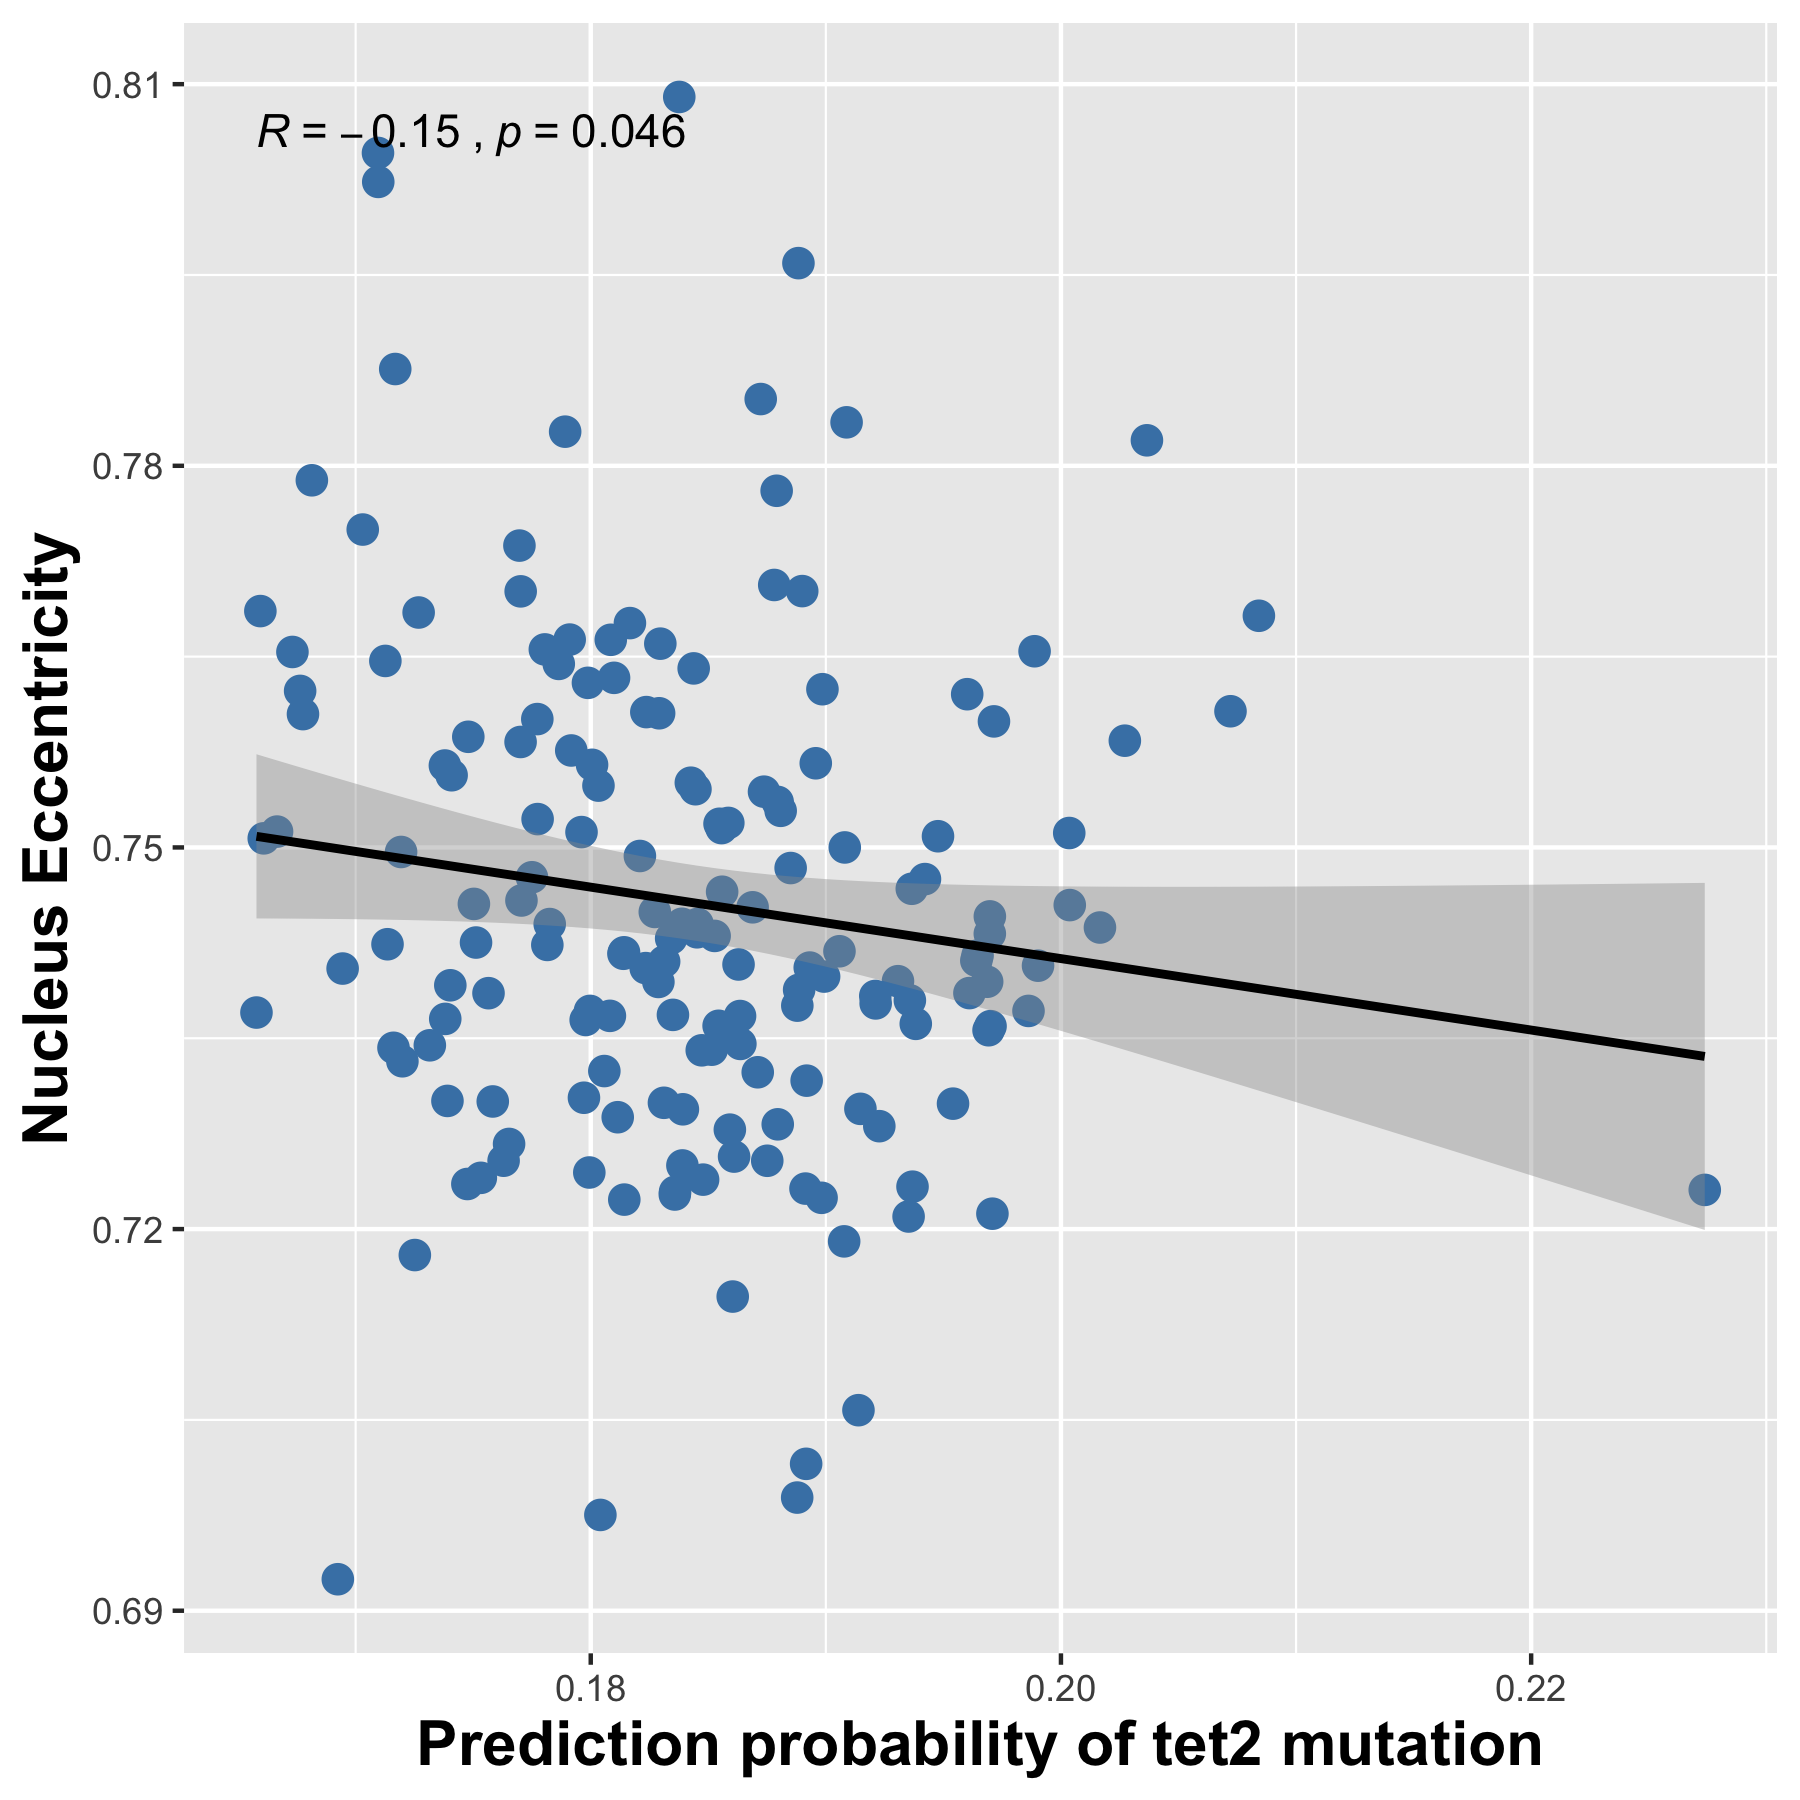 0.81
R = −0.15 , p = 0.046
0.78
0.75
0.72
0.69
Nucleus Eccentricity
0.18 0.20 0.22
Prediction probability of tet2 mutation